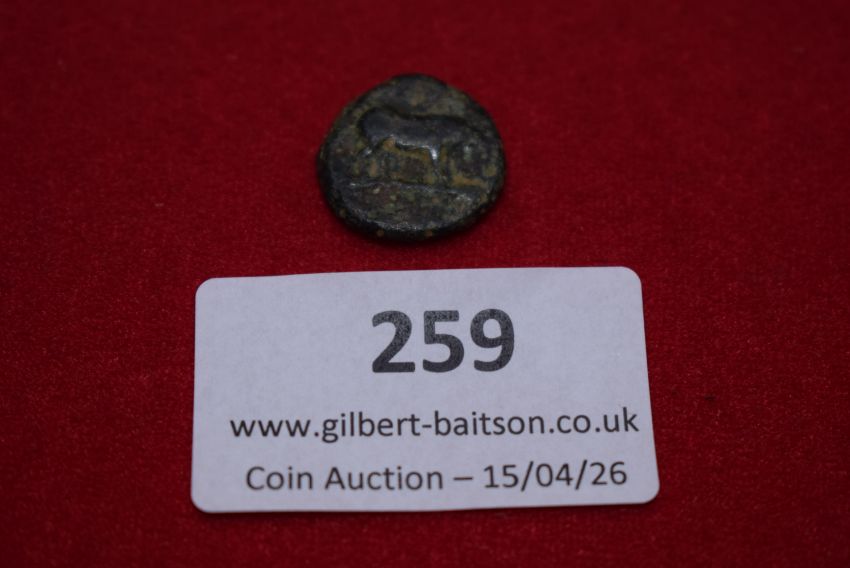 259
www.gilbert-baitson.co.uk
Coin Auction – 15/04/26